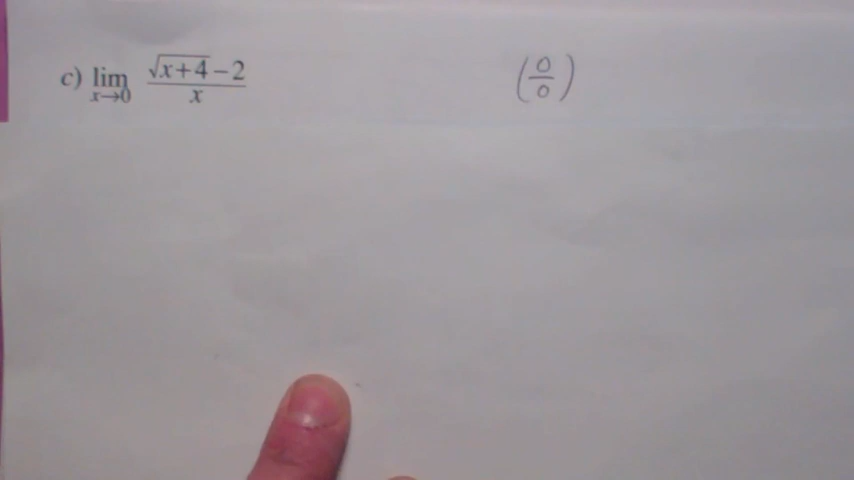 c) lim x→0 √x+4 − 2 / x (0/0)